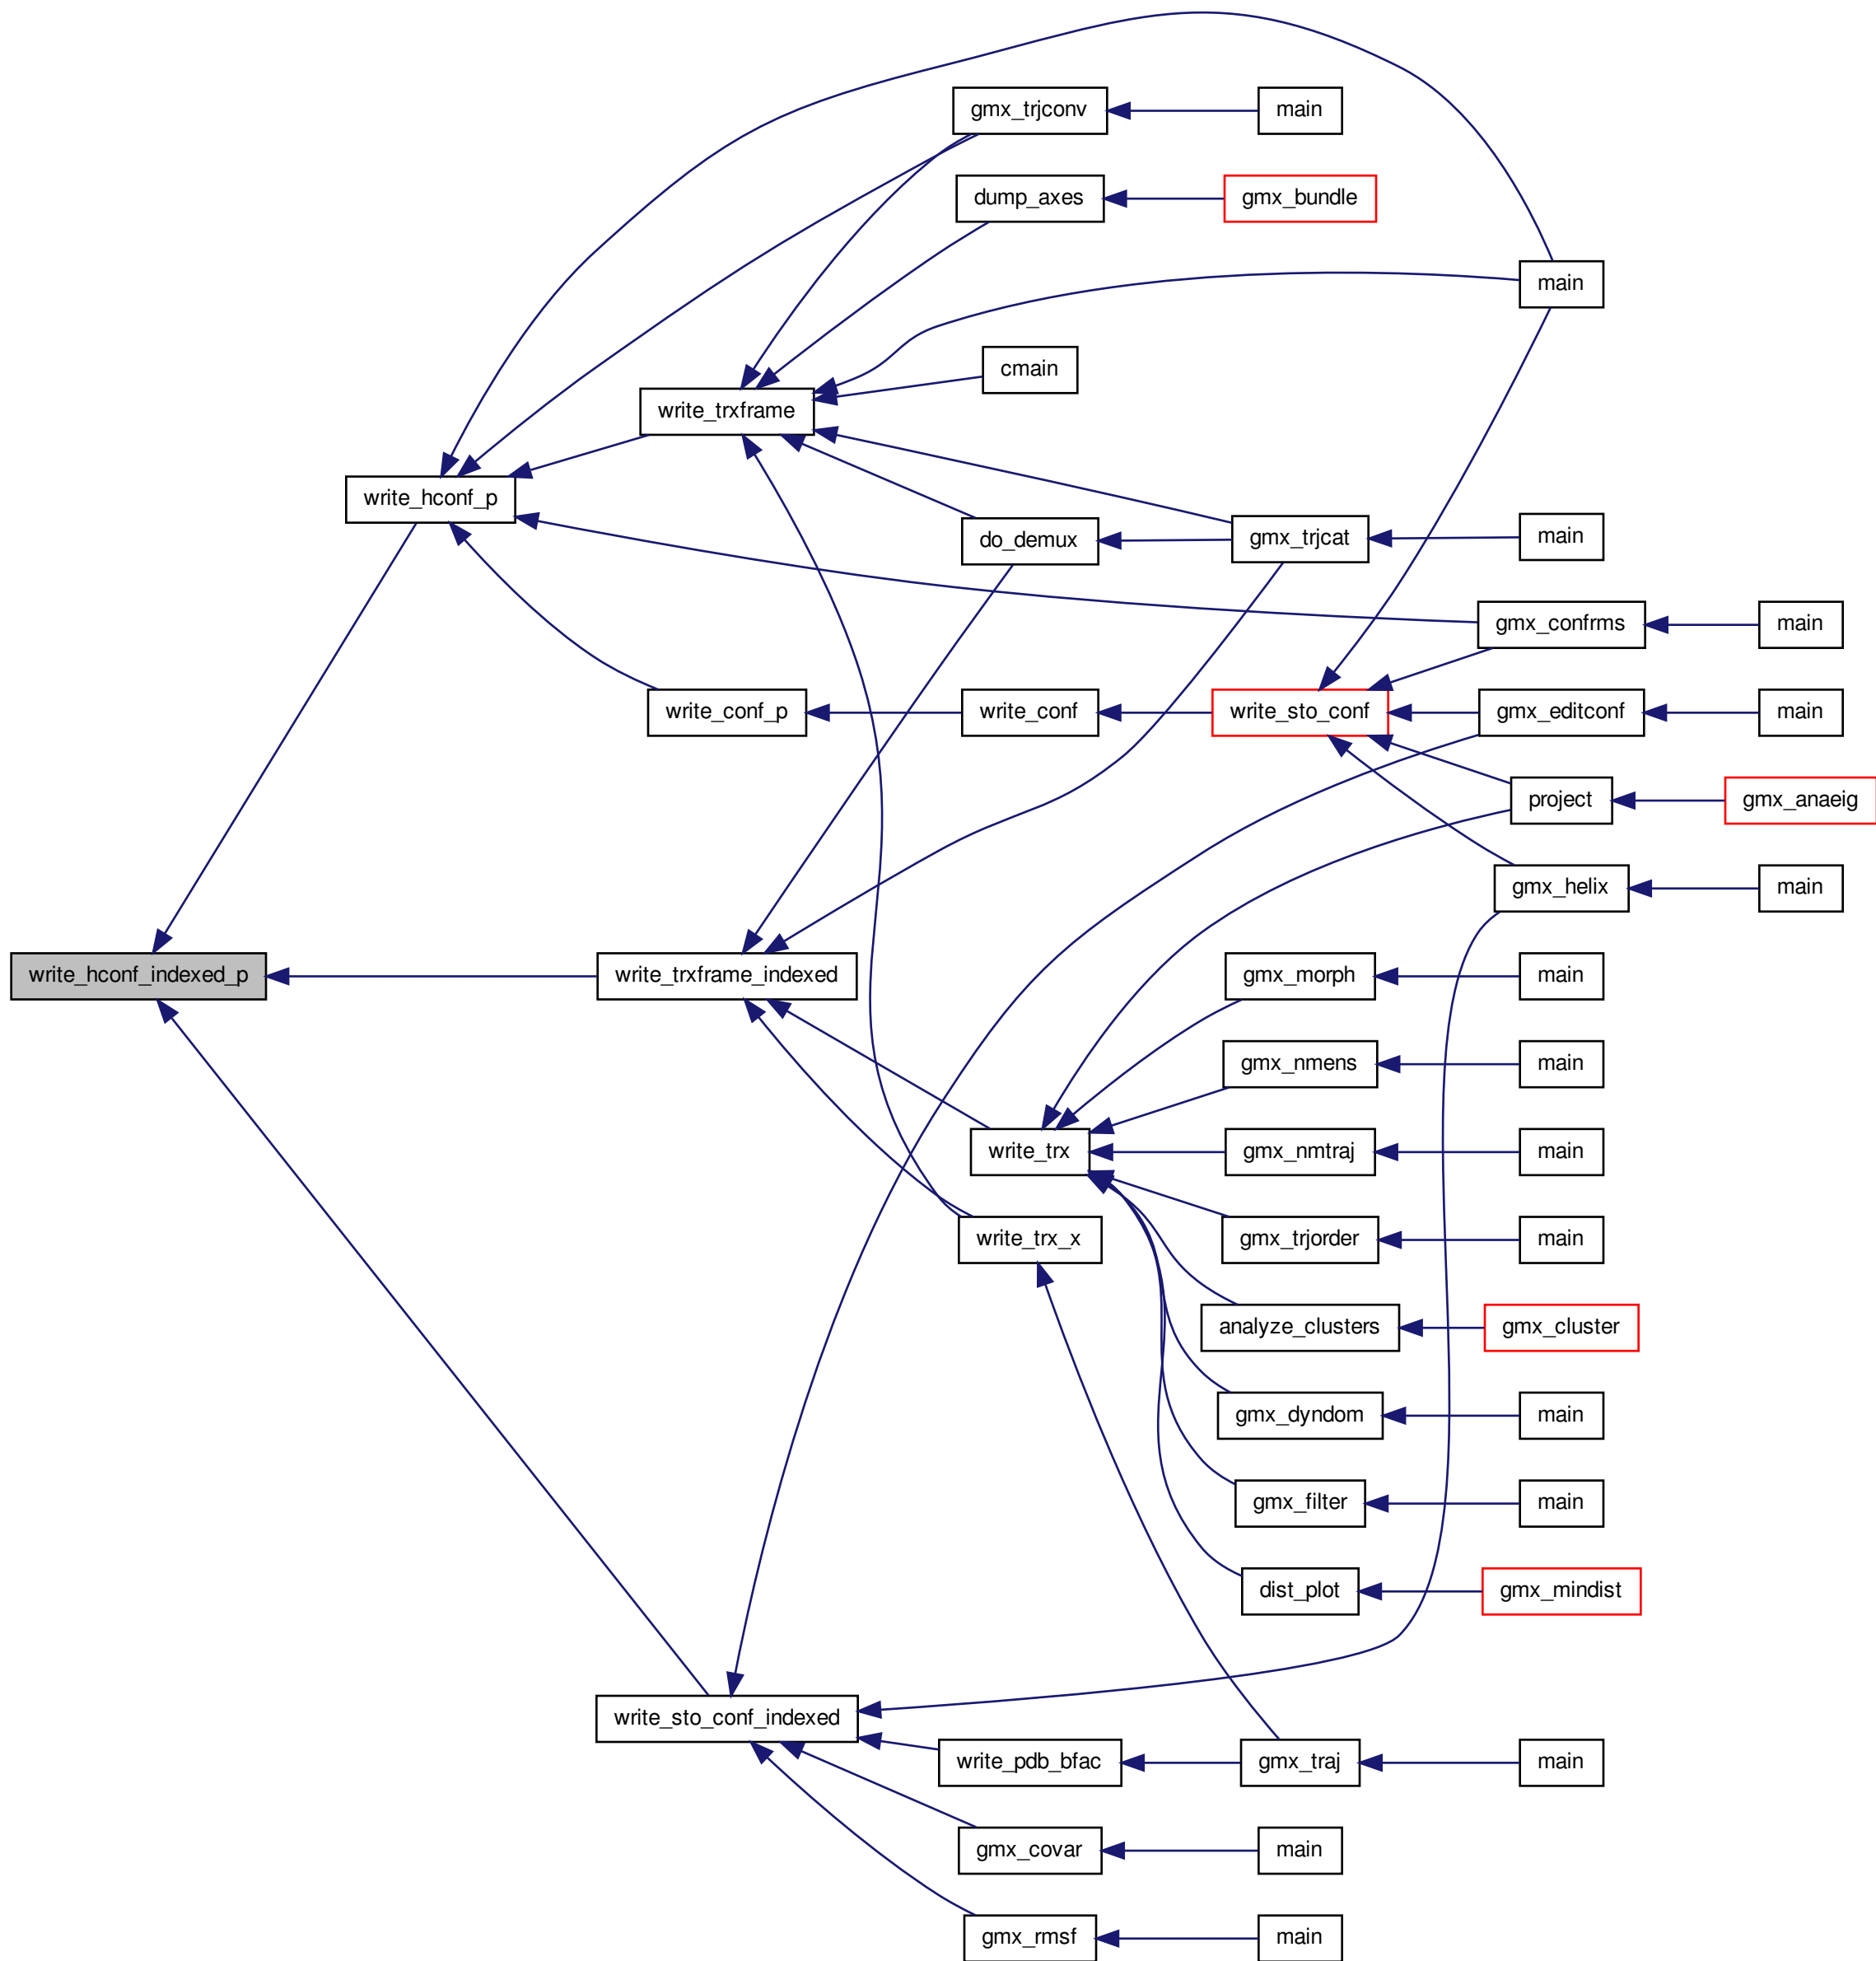 gmx_trjconv
main
dump_axes
gmx_bundle
main
cmain
write_trxframe
write_hconf_p
do_demux
gmx_trjcat
main
gmx_confrms
main
write_conf_p
write_conf
write_sto_conf
gmx_editconf
main
project
gmx_anaeig
gmx_helix
main
write_hconf_indexed_p
write_trxframe_indexed
gmx_morph
main
gmx_nmens
main
write_trx
gmx_nmtraj
main
write_trx_x
gmx_trjorder
main
analyze_clusters
gmx_cluster
gmx_dyndom
main
gmx_filter
main
dist_plot
gmx_mindist
write_sto_conf_indexed
write_pdb_bfac
gmx_traj
main
gmx_covar
main
gmx_rmsf
main